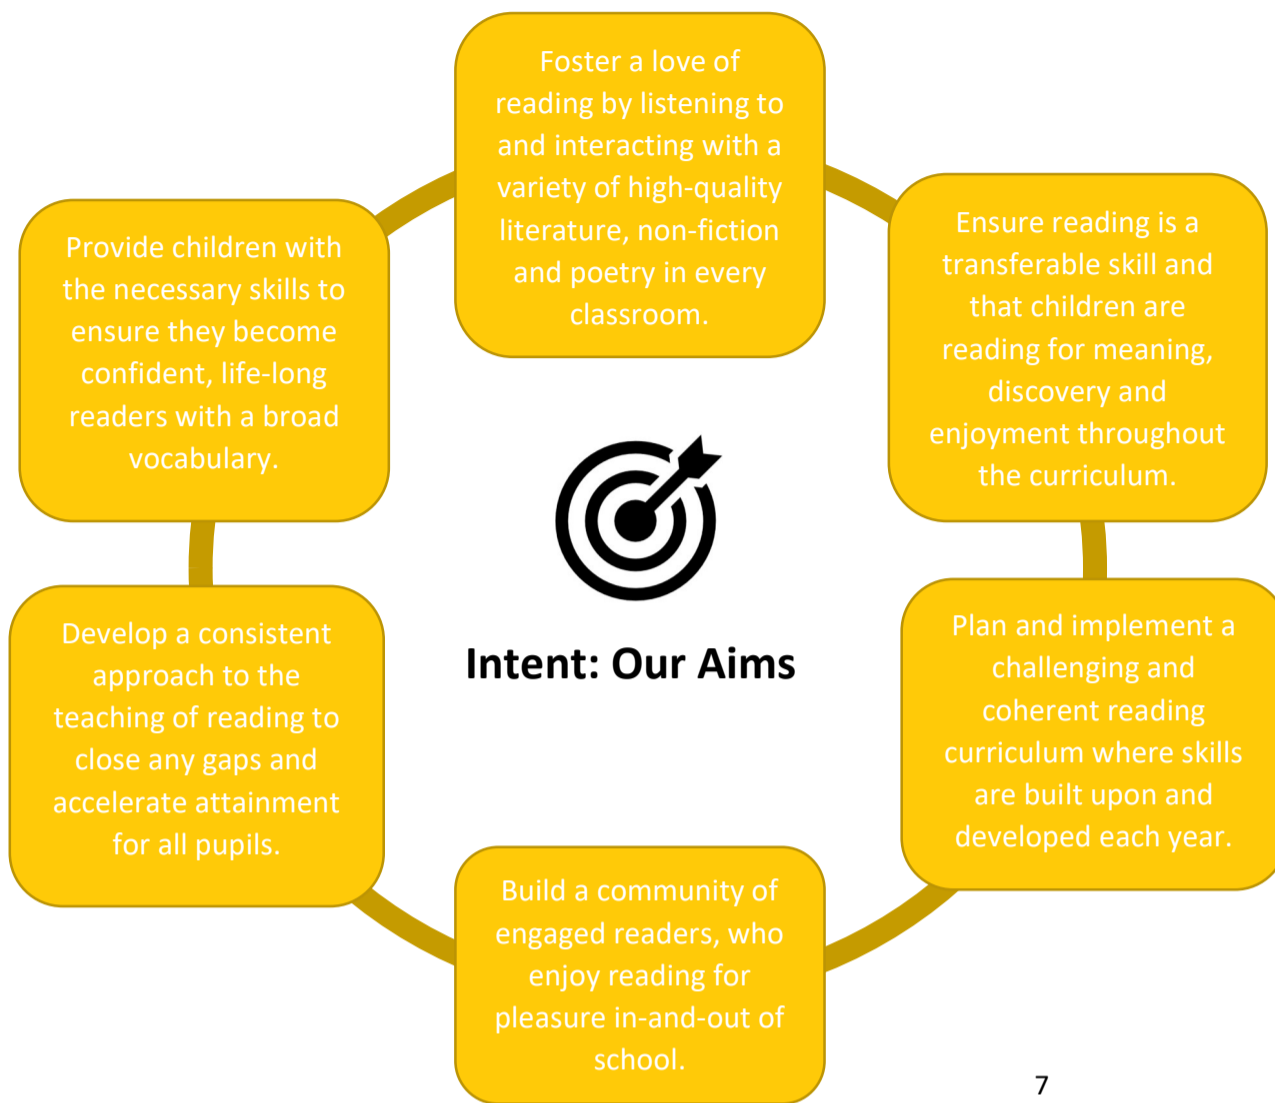 Foster a love of
reading by listening to
and interacting with a
variety of high-quality
literature, non-fiction
and poetry in every
classroom.
Ensure reading is a
transferable skill and
that children are
reading for meaning,
discovery and
enjoyment throughout
the curriculum.
Plan and implement a
challenging and
coherent reading
curriculum where skills
are built upon and
developed each year.
Build a community of
engaged readers, who
enjoy reading for
pleasure in-and-out of
school.
Develop a consistent
approach to the
teaching of reading to
close any gaps and
accelerate attainment
for all pupils.
Provide children with
the necessary skills to
ensure they become
confident, life-long
readers with a broad
vocabulary.
Intent: Our Aims
7